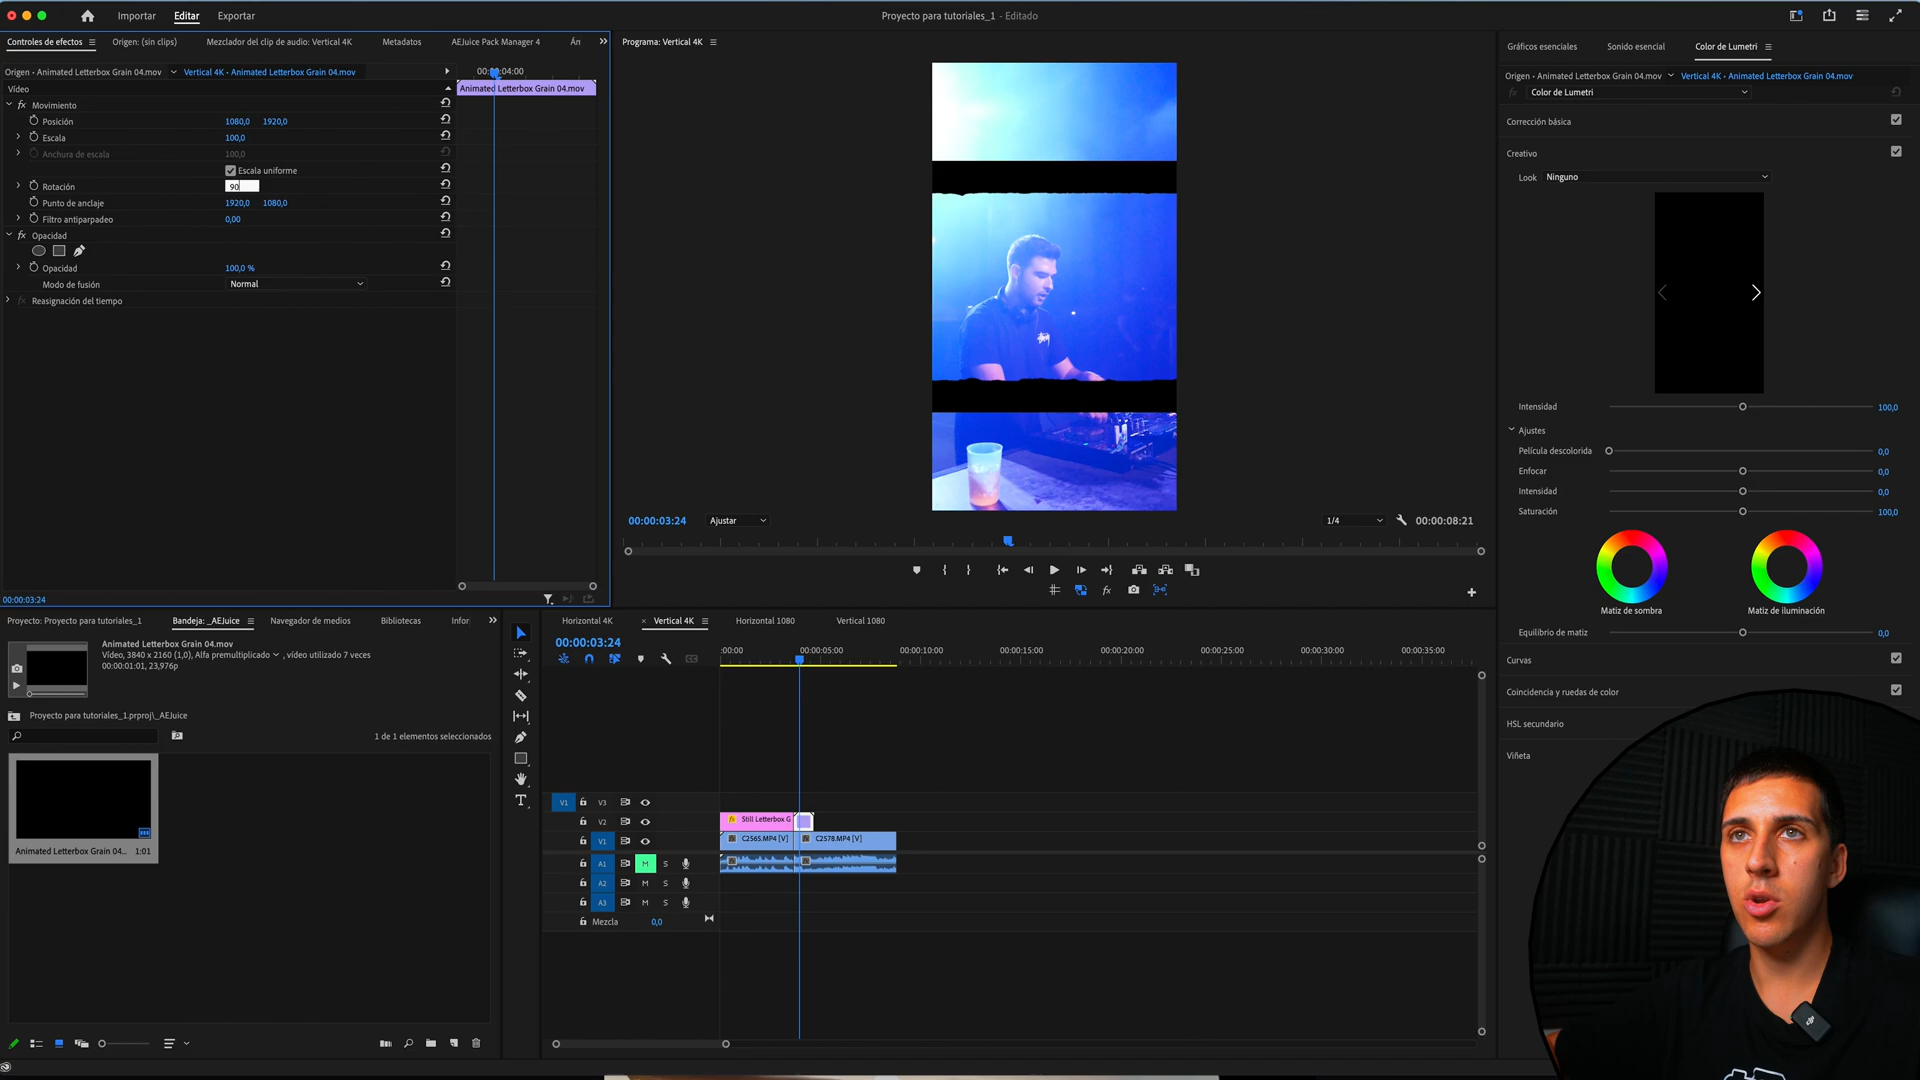 Importar Editar Exportar
Proyecto para tutoriales_1 - Editado
Controles de efectos Origen: (sin clips) Mezclador del clip de audio: Vertical 4K Metadatos AEJuice Pack Manager 4
Programa: Vertical 4K
Gráficos esenciales Sonido esencial Color de Lumetri
Origen • Animated Letterbox Grain 04.mov Vertical 4K • Animated Letterbox Grain 04.mov
Vídeo
Animated Letterbox Grain 04.mov
fx Movimiento
Posición 1080,0 1920,0
Escala 100,0
Anchura de escala 100,0
Escala uniforme
Rotación 90
Punto de anclaje 1920,0 1080,0
Filtro antiparpadeo 0,00
fx Opacidad
Opacidad 100,0 %
Modo de fusión Normal
fx Reasignación del tiempo
00:00:03:24
00:00:03:24 Ajustar 1/4 00:00:08:21
Origen • Animated Letterbox Grain 04.mov Vertical 4K • Animated Letterbox Grain 04.mov
fx Color de Lumetri
Corrección básica
Creativo
Look Ninguno
Intensidad 100,0
Ajustes
Película descolorida 0,0
Enfocar 0,0
Intensidad 0,0
Saturación 100,0
Matiz de sombra Matiz de iluminación
Equilibrio de matiz 0,0
Curvas
Coincidencia y ruedas de color
HSL secundario
Viñeta
Proyecto: Proyecto para tutoriales_1 Bandeja: _AEJuice Navegador de medios Bibliotecas Infor
Animated Letterbox Grain 04.mov
Vídeo, 3840 x 2160 (1,0), Alfa premultiplicado , vídeo utilizado 7 veces
00:00:01:01, 23,976p
Proyecto para tutoriales_1.prproj\_AEJuice
1 de 1 elementos seleccionados
Animated Letterbox Grain 04... 1:01
Horizontal 4K × Vertical 4K Horizontal 1080 Vertical 1080
00:00:03:24
:00:00 00:00:05:00 00:00:10:00 00:00:15:00 00:00:20:00 00:00:25:00 00:00:30:00 00:00:35:00
V1 V3
V2 fx Still Letterbox G
V1 C2565.MP4 [V] C2578.MP4 [V]
A1 M S
A2 M S
A3 M S
Mezcla 0,0